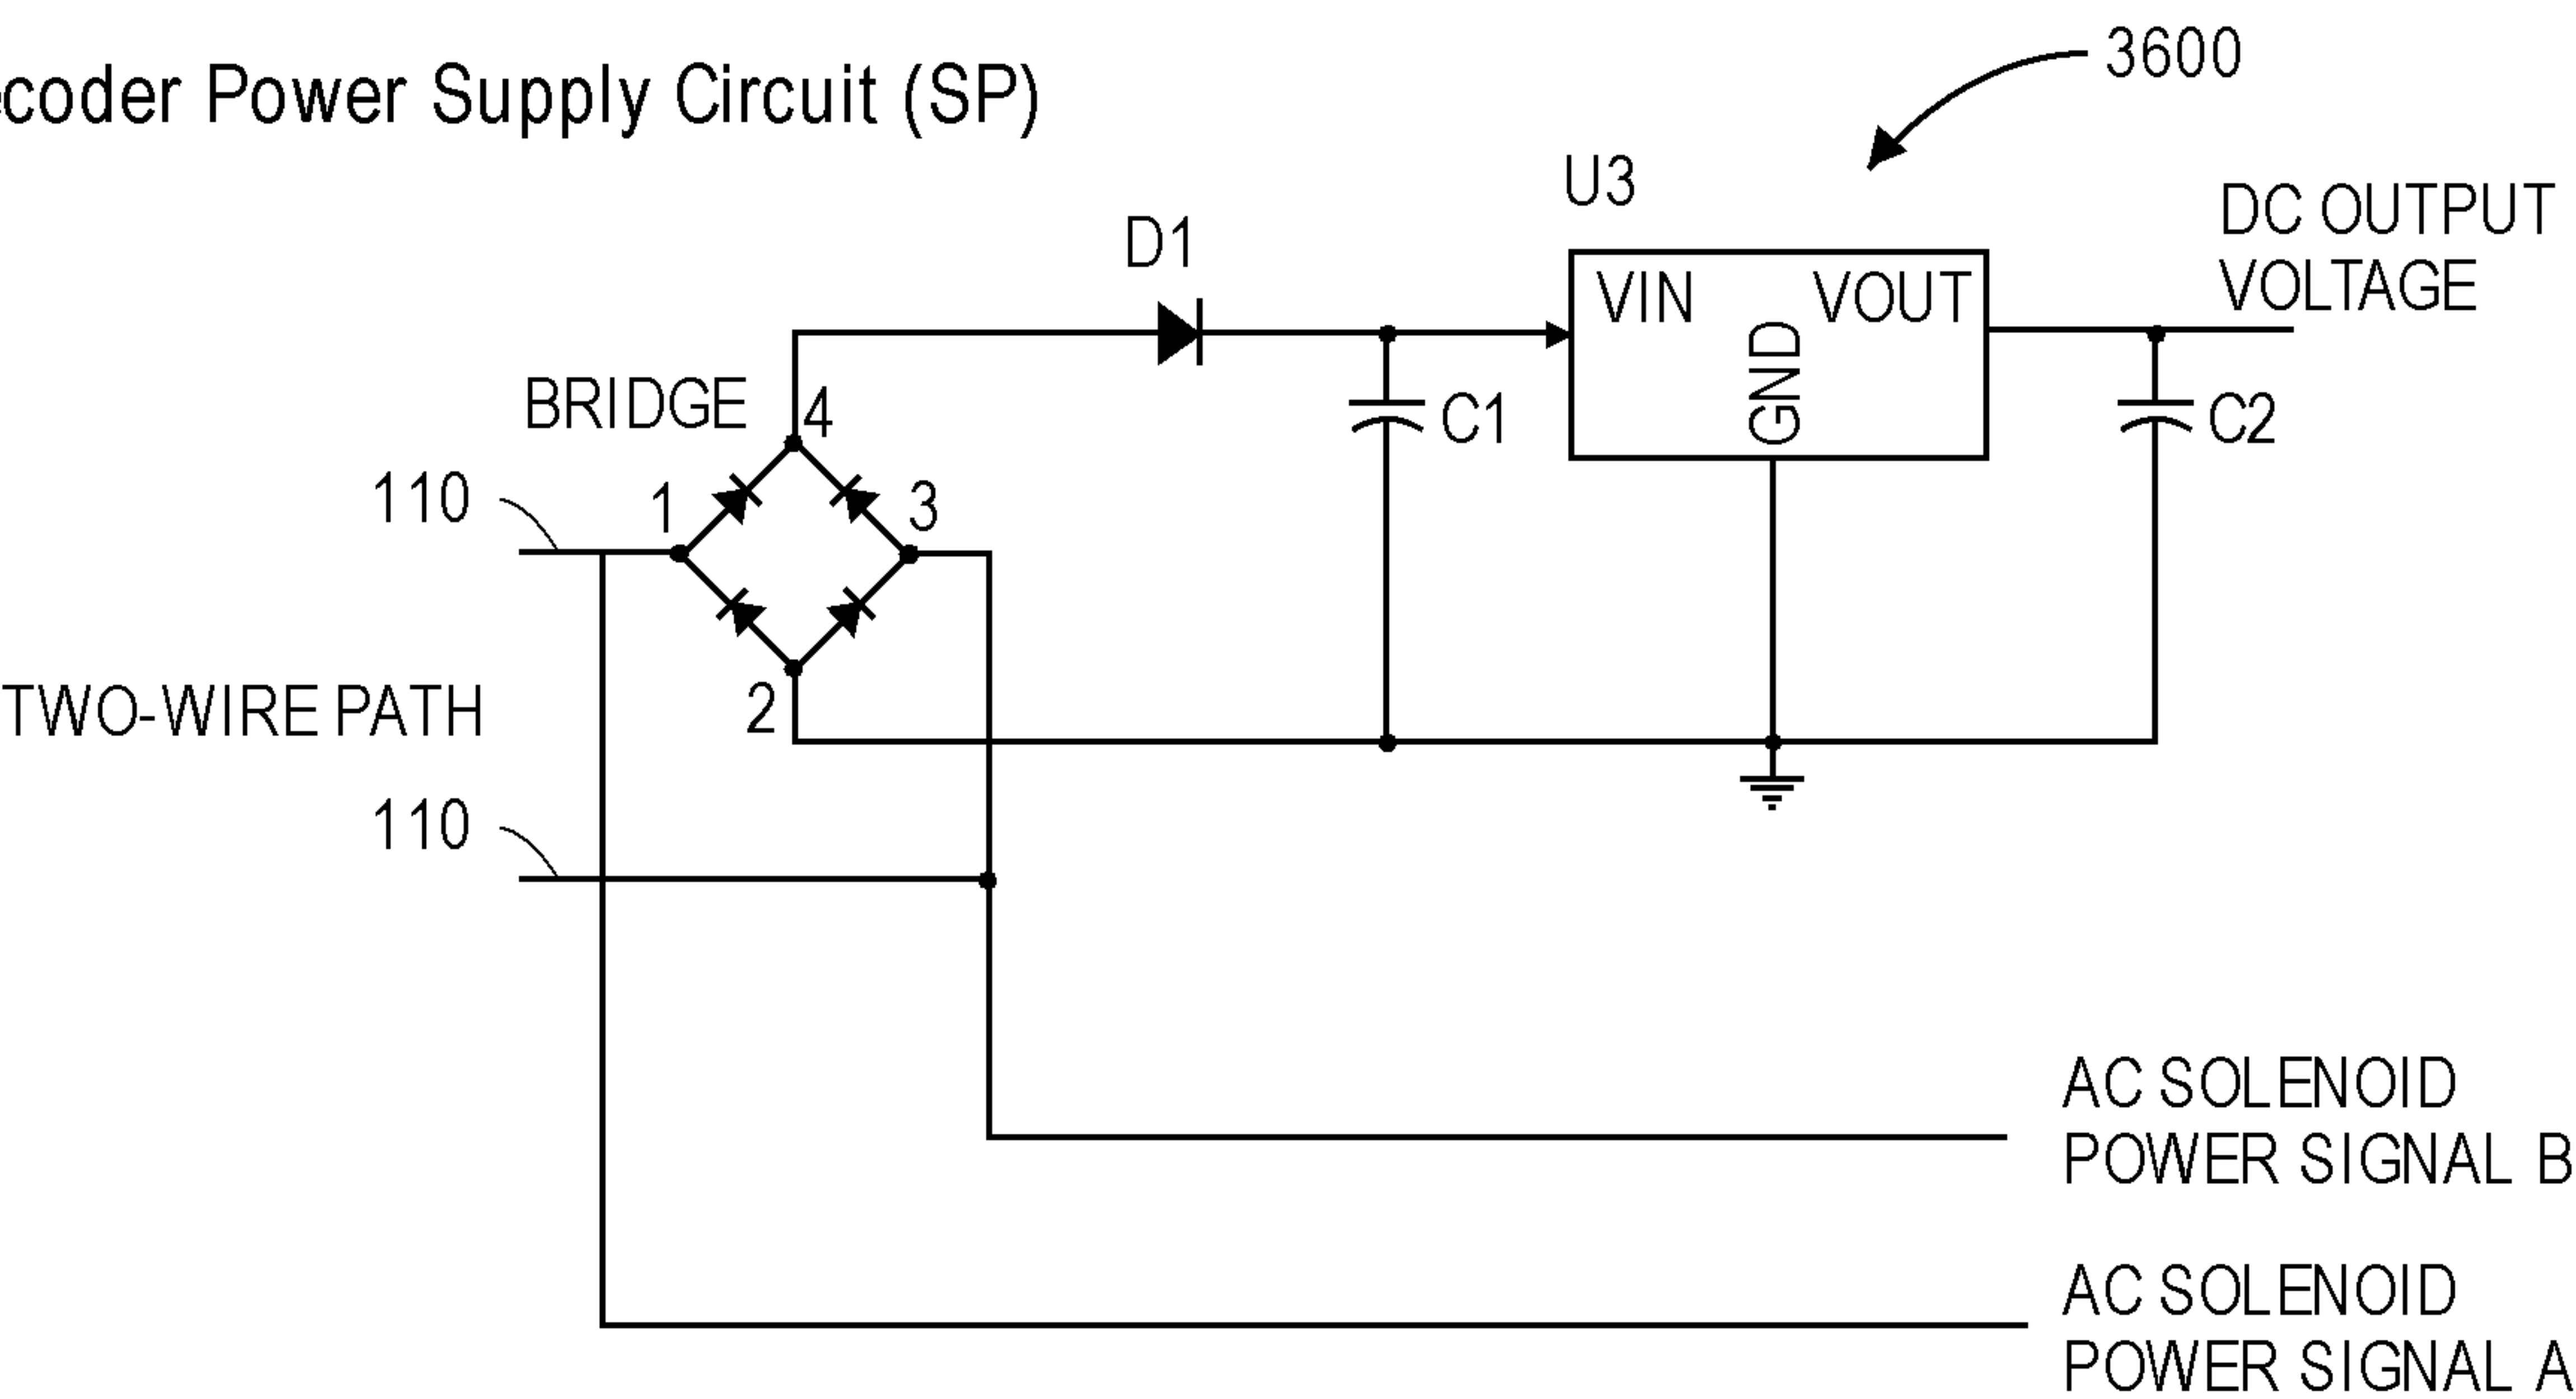 coder Power Supply Circuit (SP)
3600
U3
DC OUTPUT
VOLTAGE
D1
VIN
VOUT
GND
BRIDGE
4
C1
C2
110
1
3
TWO-WIRE PATH
2
110
AC SOLENOID
POWER SIGNAL B
AC SOLENOID
POWER SIGNAL A